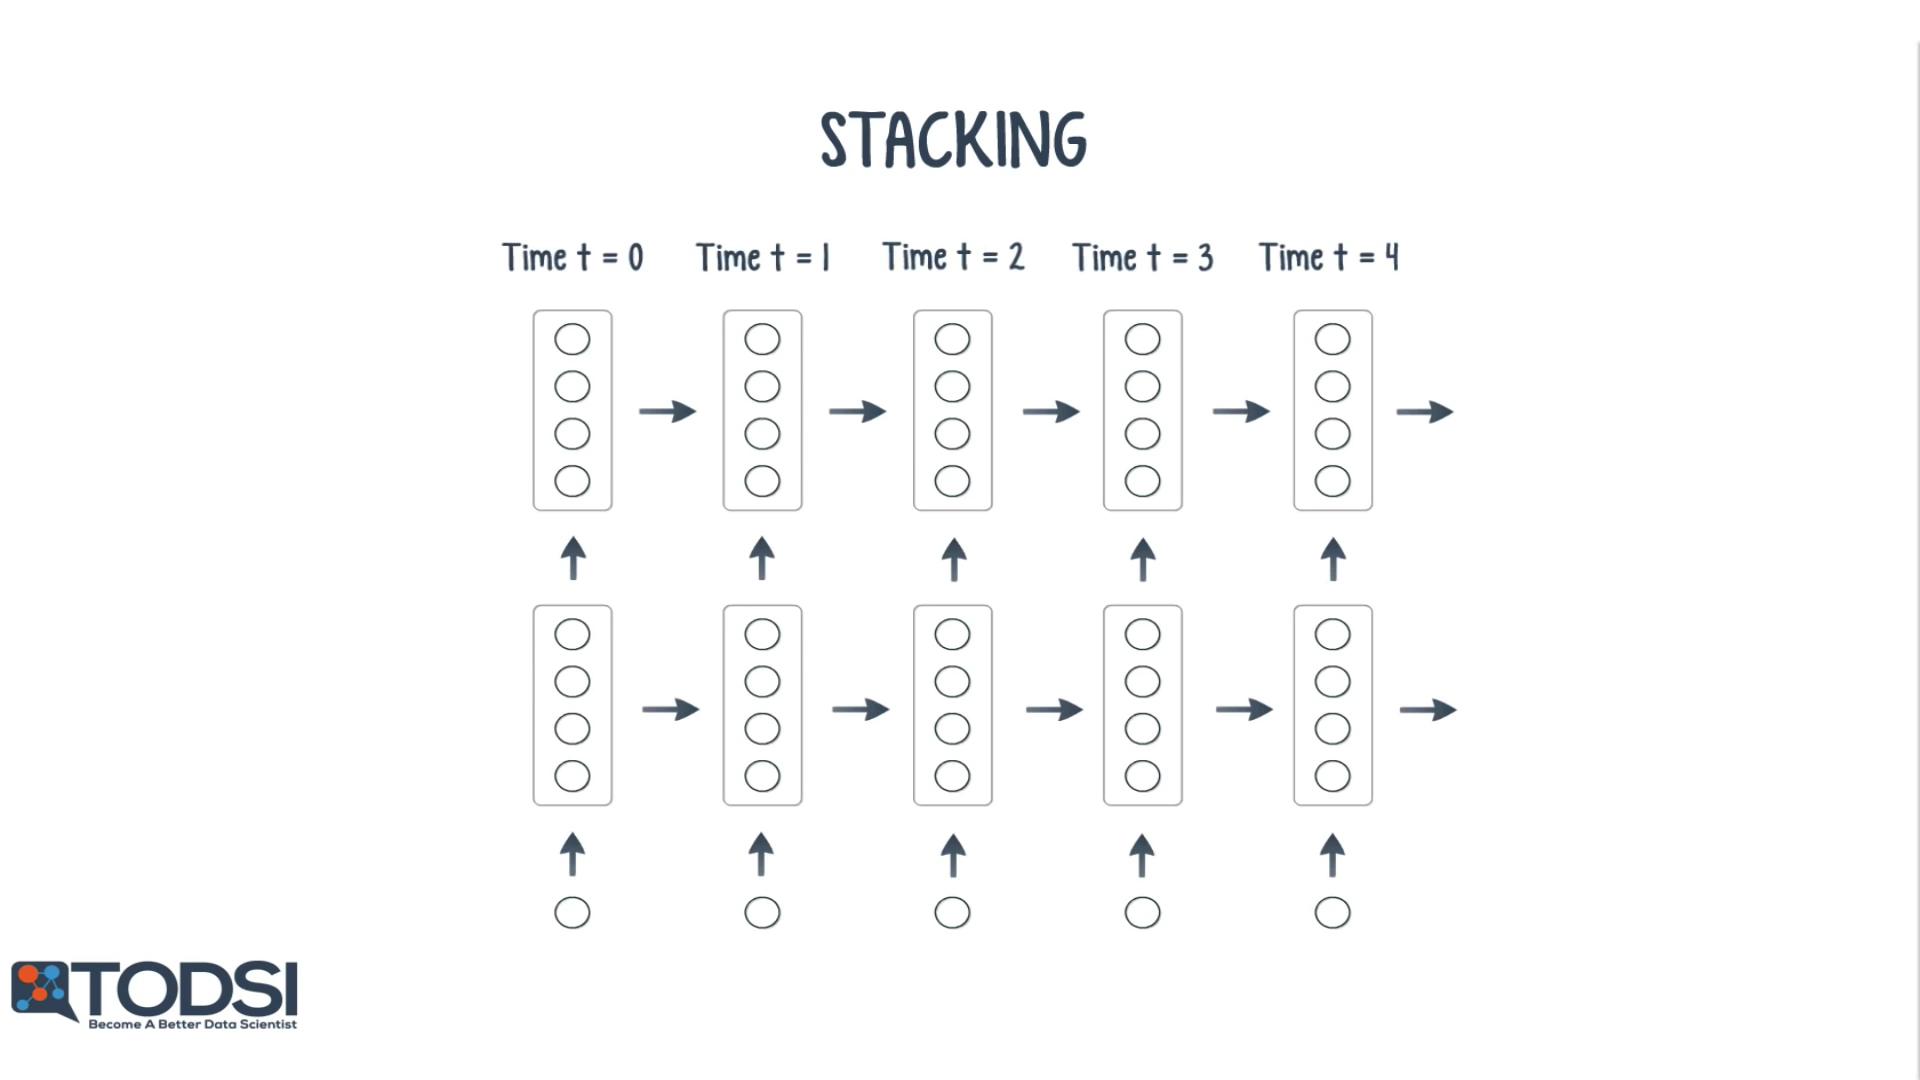 STACKING
Time t = 0
Time t = 1
Time t = 2
Time t = 3
Time t = 4
TODSI
Become A Better Data Scientist